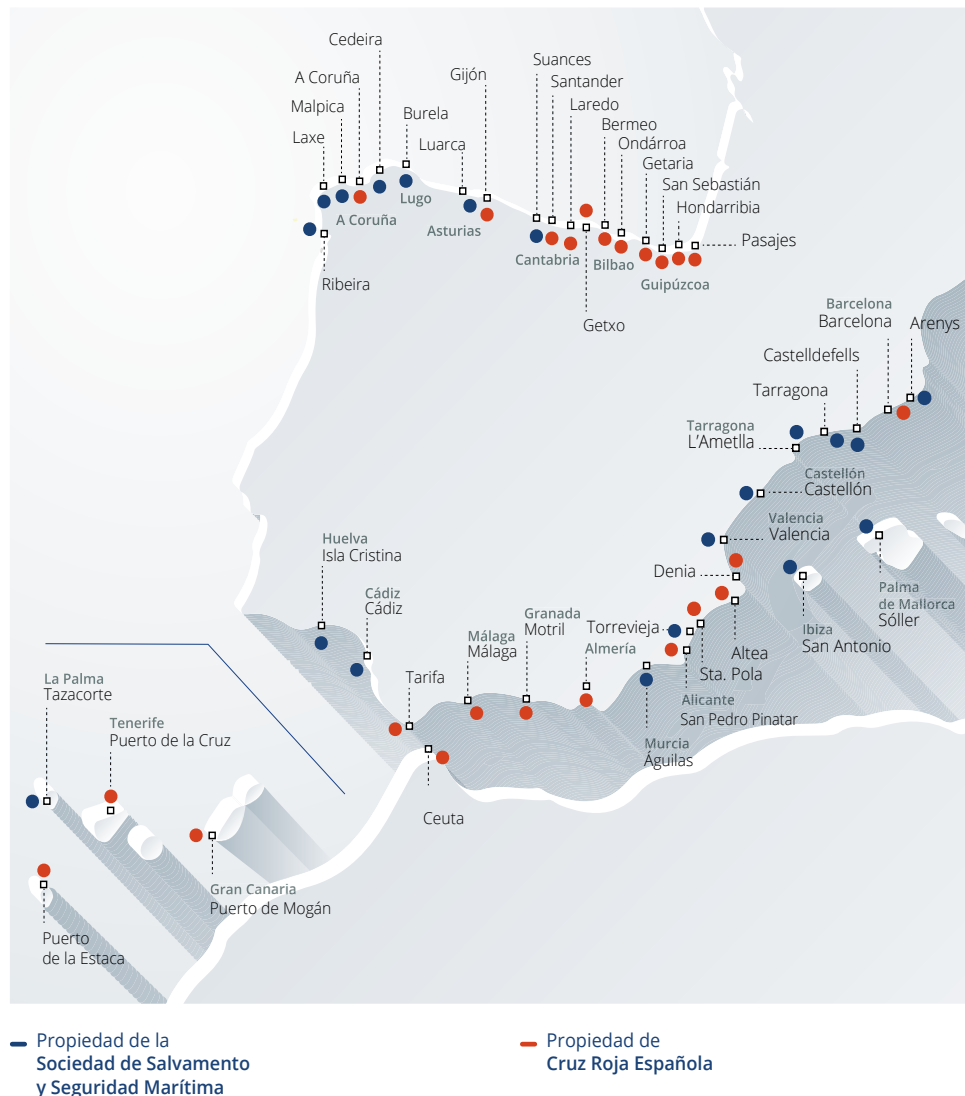 Cedeira
A Coruña
Malpica
Laxe
Burela
Gijón
Luarca
Suances
Santander
Laredo
Bermeo
Ondárroa
Getaria
San Sebastián
Hondarribia
Pasajes
Lugo
A Coruña
Asturias
Cantabria
Bilbao
Guipúzcoa
Ribeira
Getxo
Barcelona
Barcelona
Arenys
Castelldefells
Tarragona
Tarragona
L'Ametlla
Castellón
Castellón
Valencia
Valencia
Huelva
Isla Cristina
Denia
Cádiz
Cádiz
Palma
de Mallorca
Sóller
Granada
Motril
Torrevieja
Ibiza
San Antonio
Málaga
Málaga
Almería
Altea
Sta. Pola
Tarifa
La Palma
Tazacorte
Alicante
San Pedro Pinatar
Tenerife
Puerto de la Cruz
Murcia
Águilas
Ceuta
Gran Canaria
Puerto de Mogán
Puerto
de la Estaca
Propiedad de la
Sociedad de Salvamento
y Seguridad Marítima
Propiedad de
Cruz Roja Española